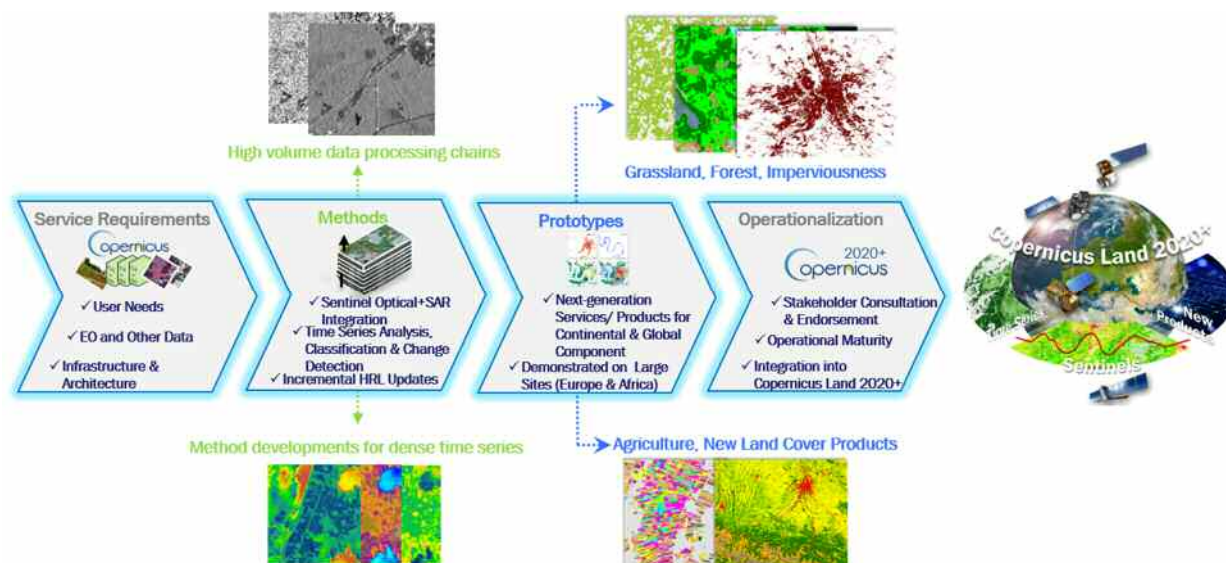 High volume data processing chains
Grassland, Forest, Imperviousness
Service Requirements
Copernicus
✓User Needs
✓EO and Other Data
✓Infrastructure &
Architecture
Methods
✓Sentinel Optical+SAR
Integration
✓Time Series Analysis,
Classification & Change
Detection
✓Incremental HRL Updates
Prototypes
✓Next-generation
Services/ Products for
Continental & Global
Component
✓Demonstrated on Large
Sites (Europe & Africa)
Operationalization
2020+
Copernicus
✓Stakeholder Consultation
& Endorsement
✓Operational Maturity
✓Integration into
Copernicus Land 2020+
Copernicus Land 2020+
Time Series
New
Products
Sentinels
Method developments for dense time series
Agriculture, New Land Cover Products